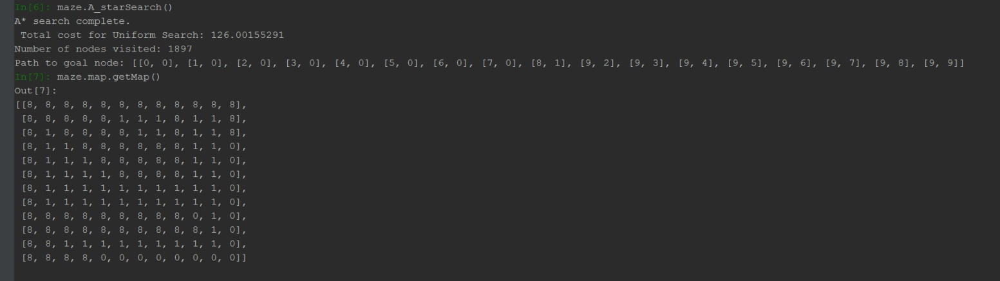 In[6]: maze.A_starSearch()
A* search complete.
 Total cost for Uniform Search: 126.00155291
Number of nodes visited: 1897
Path to goal node: [[0, 0], [1, 0], [2, 0], [3, 0], [4, 0], [5, 0], [6, 0], [7, 0], [8, 1], [9, 2], [9, 3], [9, 4], [9, 5], [9, 6], [9, 7], [9, 8], [9, 9]]
In[7]: maze.map.getMap()
Out[7]:
[[8, 8, 8, 8, 8, 8, 8, 8, 8, 8, 8, 8],
 [8, 8, 8, 8, 8, 1, 1, 1, 8, 1, 1, 8],
 [8, 1, 8, 8, 8, 8, 1, 1, 8, 1, 1, 8],
 [8, 1, 1, 8, 8, 8, 8, 8, 8, 1, 1, 0],
 [8, 1, 1, 1, 8, 8, 8, 8, 8, 1, 1, 0],
 [8, 1, 1, 1, 1, 8, 8, 8, 8, 1, 1, 0],
 [8, 1, 1, 1, 1, 1, 1, 1, 1, 1, 1, 0],
 [8, 1, 1, 1, 1, 1, 1, 1, 1, 1, 1, 0],
 [8, 8, 8, 8, 8, 8, 8, 8, 8, 0, 1, 0],
 [8, 8, 8, 8, 8, 8, 8, 8, 8, 8, 1, 0],
 [8, 8, 1, 1, 1, 1, 1, 1, 1, 1, 1, 0],
 [8, 8, 8, 8, 0, 0, 0, 0, 0, 0, 0, 0]]